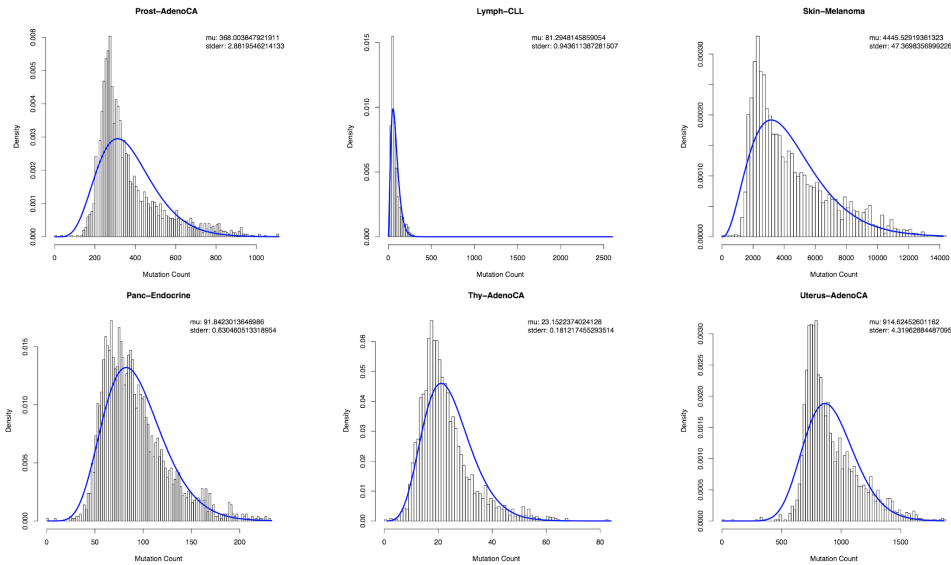 Prost-AdenoCA
mu: 368.003847921911
stderr: 2.8819546214133
Density
0.000 0.001 0.002 0.003 0.004 0.005 0.006
0 200 400 600 800 1000
Mutation Count
Lymph-CLL
mu: 81.2948145859054
stderr: 0.943611387281507
Density
0.000 0.005 0.010 0.015
0 500 1000 1500 2000 2500
Mutation Count
Skin-Melanoma
mu: 4445.52919361323
stderr: 47.3698356999226
Density
0.00000 0.00010 0.00020 0.00030
0 2000 4000 6000 8000 10000 12000 14000
Mutation Count
Panc-Endocrine
mu: 91.8423013646986
stderr: 0.630460513318954
Density
0.000 0.005 0.010 0.015
0 50 100 150 200
Mutation Count
Thy-AdenoCA
mu: 23.1522374024128
stderr: 0.181217455293514
Density
0.00 0.01 0.02 0.03 0.04 0.05 0.06
0 20 40 60 80
Mutation Count
Uterus-AdenoCA
mu: 914.62452601162
stderr: 4.31962884487095
Density
0.0000 0.0005 0.0010 0.0015 0.0020 0.0025 0.0030
0 500 1000 1500
Mutation Count